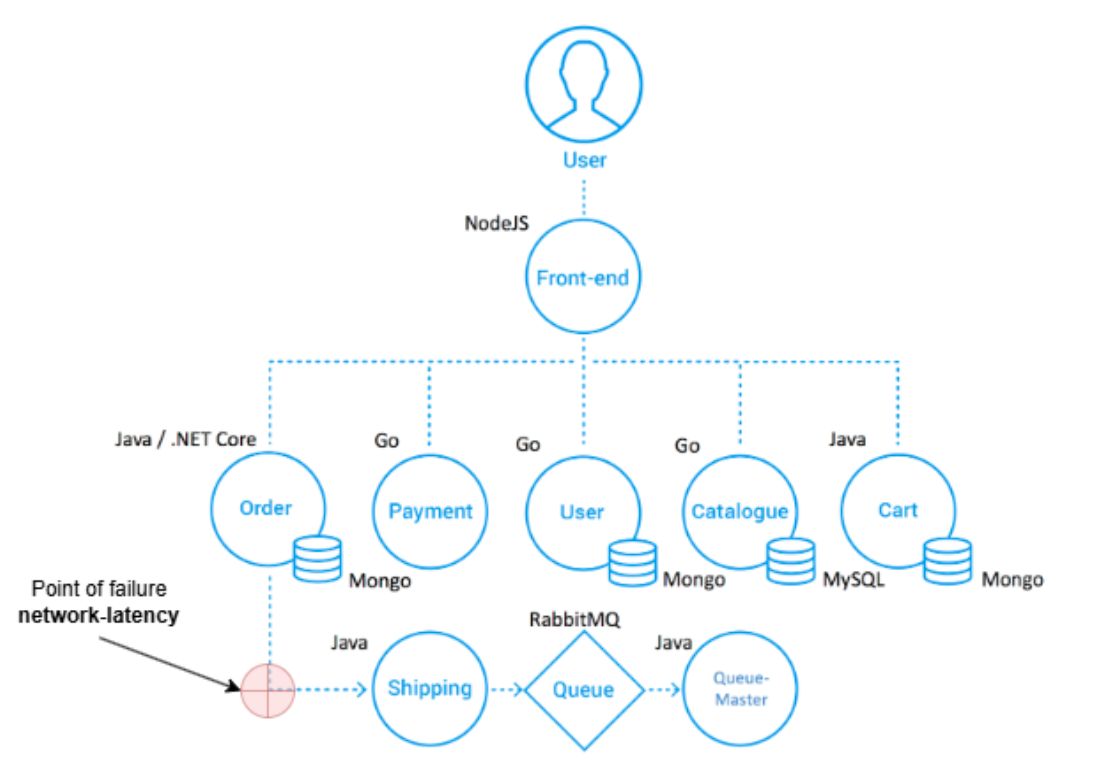 User
NodeJS
Front-end
Java / .NET Core
Go
Go
Go
Java
Order
Payment
User
Catalogue
Cart
Mongo
Mongo
MySQL
Mongo
Point of failure
network-latency
RabbitMQ
Java
Java
Shipping
Queue
Queue-
Master